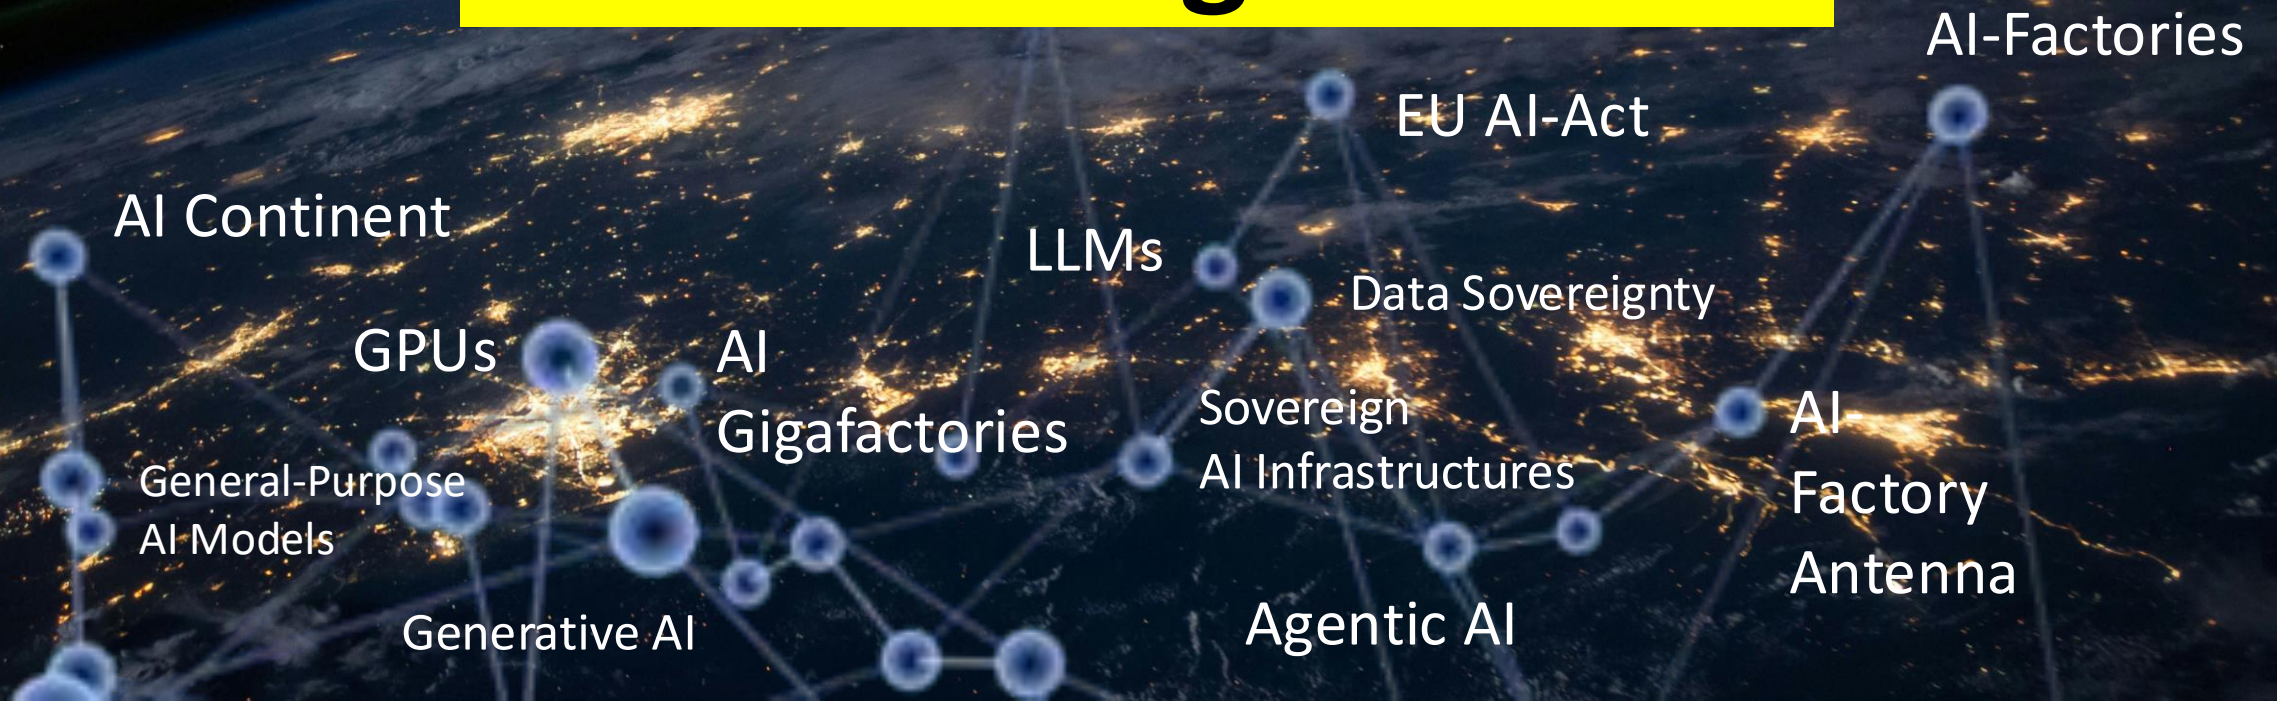 AI-Factories
EU AI-Act
AI Continent
LLMs
Data Sovereignty
GPUs
AI
Gigafactories
Sovereign
AI Infrastructures
AI-
Factory
Antenna
General-Purpose
AI Models
Generative AI
Agentic AI